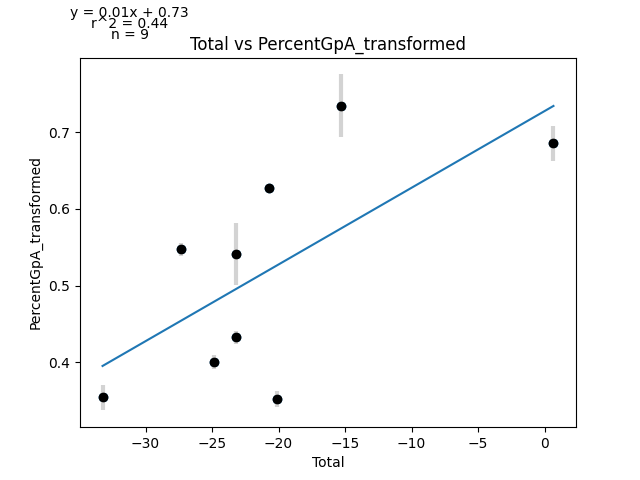 y = 0.01x + 0.73
r^2 = 0.44
n = 9
Total vs PercentGpA_transformed
PercentGpA_transformed
0.7
0.6
0.5
0.4
−30
−25
−20
−15
−10
−5
0
Total